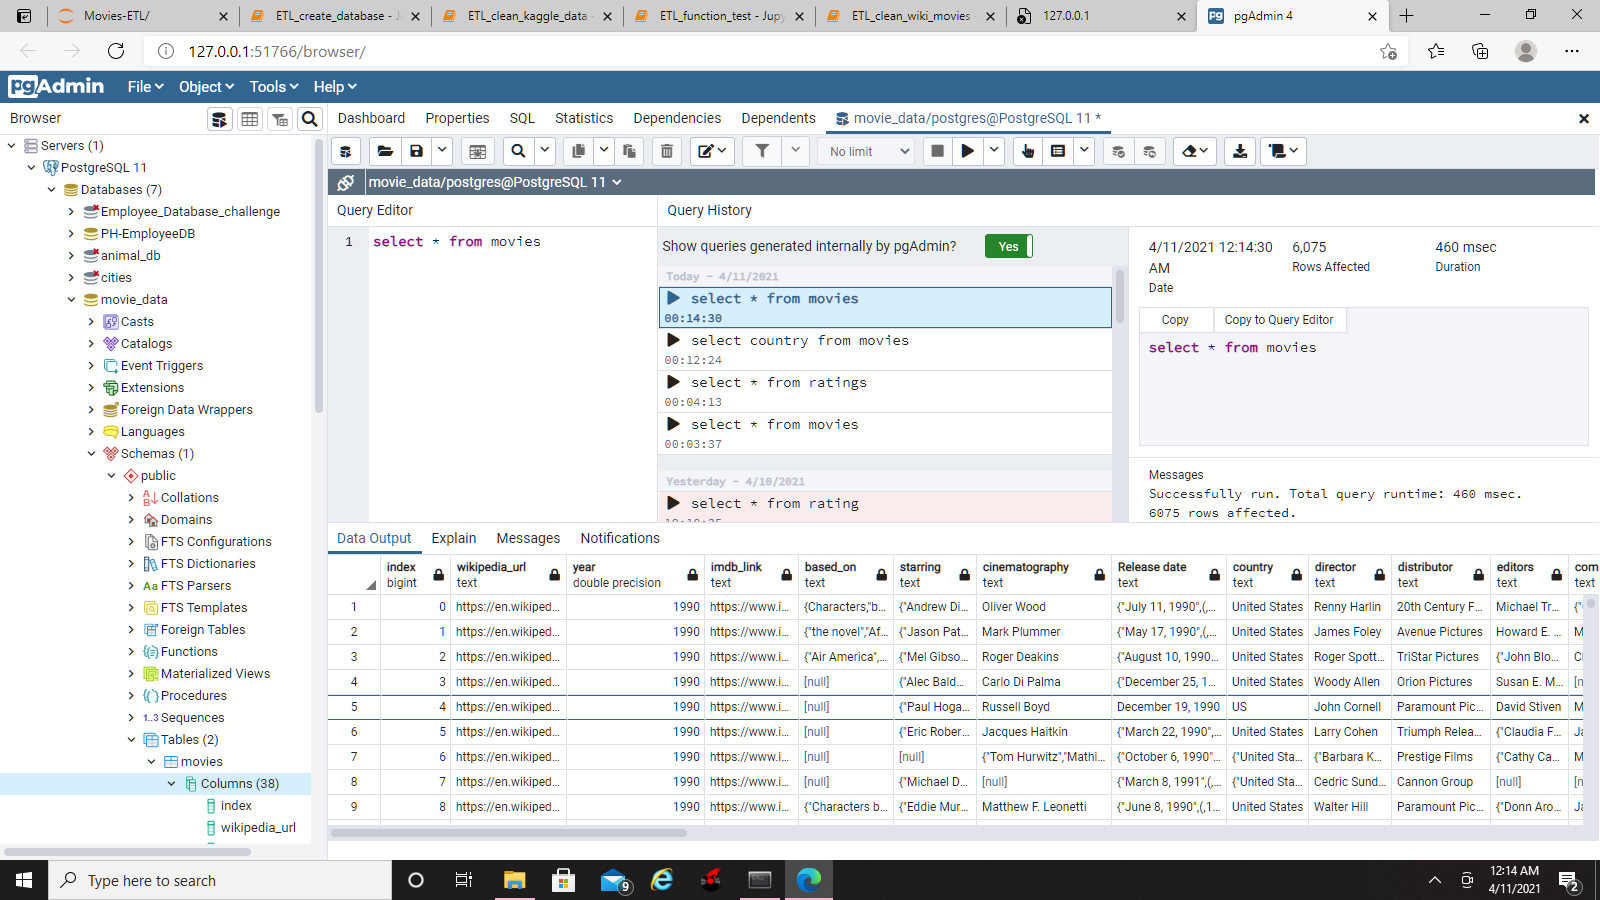 Movies-ETL/
ETL_create_database - J
ETL_clean_kaggle_data -
ETL_function_test - Jupy
ETL_clean_wiki_movies -
127.0.0.1
pgAdmin 4
127.0.0.1:51766/browser/
pgAdmin File Object Tools Help
Browser
Dashboard Properties SQL Statistics Dependencies Dependents movie_data/postgres@PostgreSQL 11 *
No limit
movie_data/postgres@PostgreSQL 11
Servers (1)
PostgreSQL 11
Databases (7)
Employee_Database_challenge
PH-EmployeeDB
animal_db
cities
movie_data
Casts
Catalogs
Event Triggers
Extensions
Foreign Data Wrappers
Languages
Schemas (1)
public
Collations
Domains
FTS Configurations
FTS Dictionaries
FTS Parsers
FTS Templates
Foreign Tables
Functions
Materialized Views
Procedures
1..3 Sequences
Tables (2)
movies
Columns (38)
index
wikipedia_url
Query Editor
1 select * from movies
Query History
Show queries generated internally by pgAdmin? Yes
Today - 4/11/2021
select * from movies
00:14:30
select country from movies
00:12:24
select * from ratings
00:04:13
select * from movies
00:03:37
Yesterday - 4/10/2021
select * from rating
4/11/2021 12:14:30 AM
Date
6,075
Rows Affected
460 msec
Duration
Copy Copy to Query Editor
select * from movies
Messages
Successfully run. Total query runtime: 460 msec.
6075 rows affected.
Data Output Explain Messages Notifications
index wikipedia_url year imdb_link based_on starring cinematography Release date country director distributor editors com
bigint text double precision text text text text text text text text text text
1 0 https://en.wikiped... 1990 https://www.i... {Characters,"b... {"Andrew Di... Oliver Wood {"July 11, 1990",(,... United States Renny Harlin 20th Century F... Michael Tr... {"
2 1 https://en.wikiped... 1990 https://www.i... {"the novel","Af... {"Jason Pat... Mark Plummer {"May 17, 1990",(,... United States James Foley Avenue Pictures Howard E. ... M
3 2 https://en.wikiped... 1990 https://www.i... {"Air America",... {"Mel Gibso... Roger Deakins {"August 10, 1990... United States Roger Spott... TriStar Pictures {"John Blo...
4 3 https://en.wikiped... 1990 https://www.i... [null] {"Alec Bald... Carlo Di Palma {"December 25, 1... United States Woody Allen Orion Pictures Susan E. M... [n
5 4 https://en.wikiped... 1990 https://www.i... [null] {"Paul Hoga... Russell Boyd December 19, 1990 US John Cornell Paramount Pic... David Stiven M
6 5 https://en.wikiped... 1990 https://www.i... [null] {"Eric Rober... Jacques Haitkin {"March 22, 1990",... United States Larry Cohen Triumph Relea... {"Claudia F... Ja
7 6 https://en.wikiped... 1990 https://www.i... [null] [null] {"Tom Hurwitz","Mathi... {"October 6, 1990"... {"United Sta... {"Barbara K... Prestige Films {"Cathy Ca... M
8 7 https://en.wikiped... 1990 https://www.i... [null] {"Michael D... [null] {"March 8, 1991",(,... {"United Sta... Cedric Sund... Cannon Group [null] [n
9 8 https://en.wikiped... 1990 https://www.i... {"Characters b... {"Eddie Mur... Matthew F. Leonetti {"June 8, 1990",(,1... United States Walter Hill Paramount Pic... {"Donn Aro... Ja
Type here to search
9
12:14 AM
4/11/2021
2